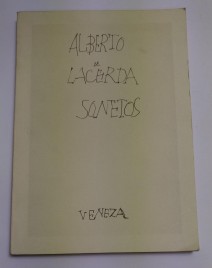 ALBERTO
de
LACERDA
SONETOS
VENEZA